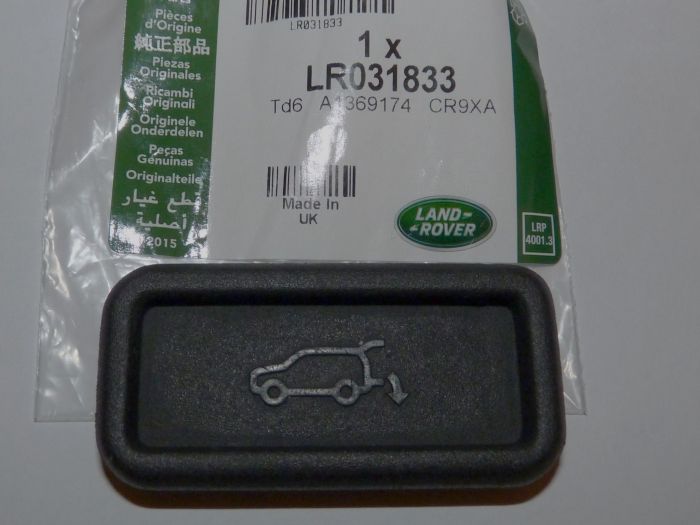 Parts
Pièces
d'Origine
純正部品
Piezas
Originales
Ricambi
Originali
Originele
Onderdelen
Peças
Genuínas
Originalteile
قطع غيار
أصلية
2015
LR031833
1 x
LR031833
Td6 A1369174 CR9XA
Made In
UK
LAND-
-ROVER
LRP
4001.3